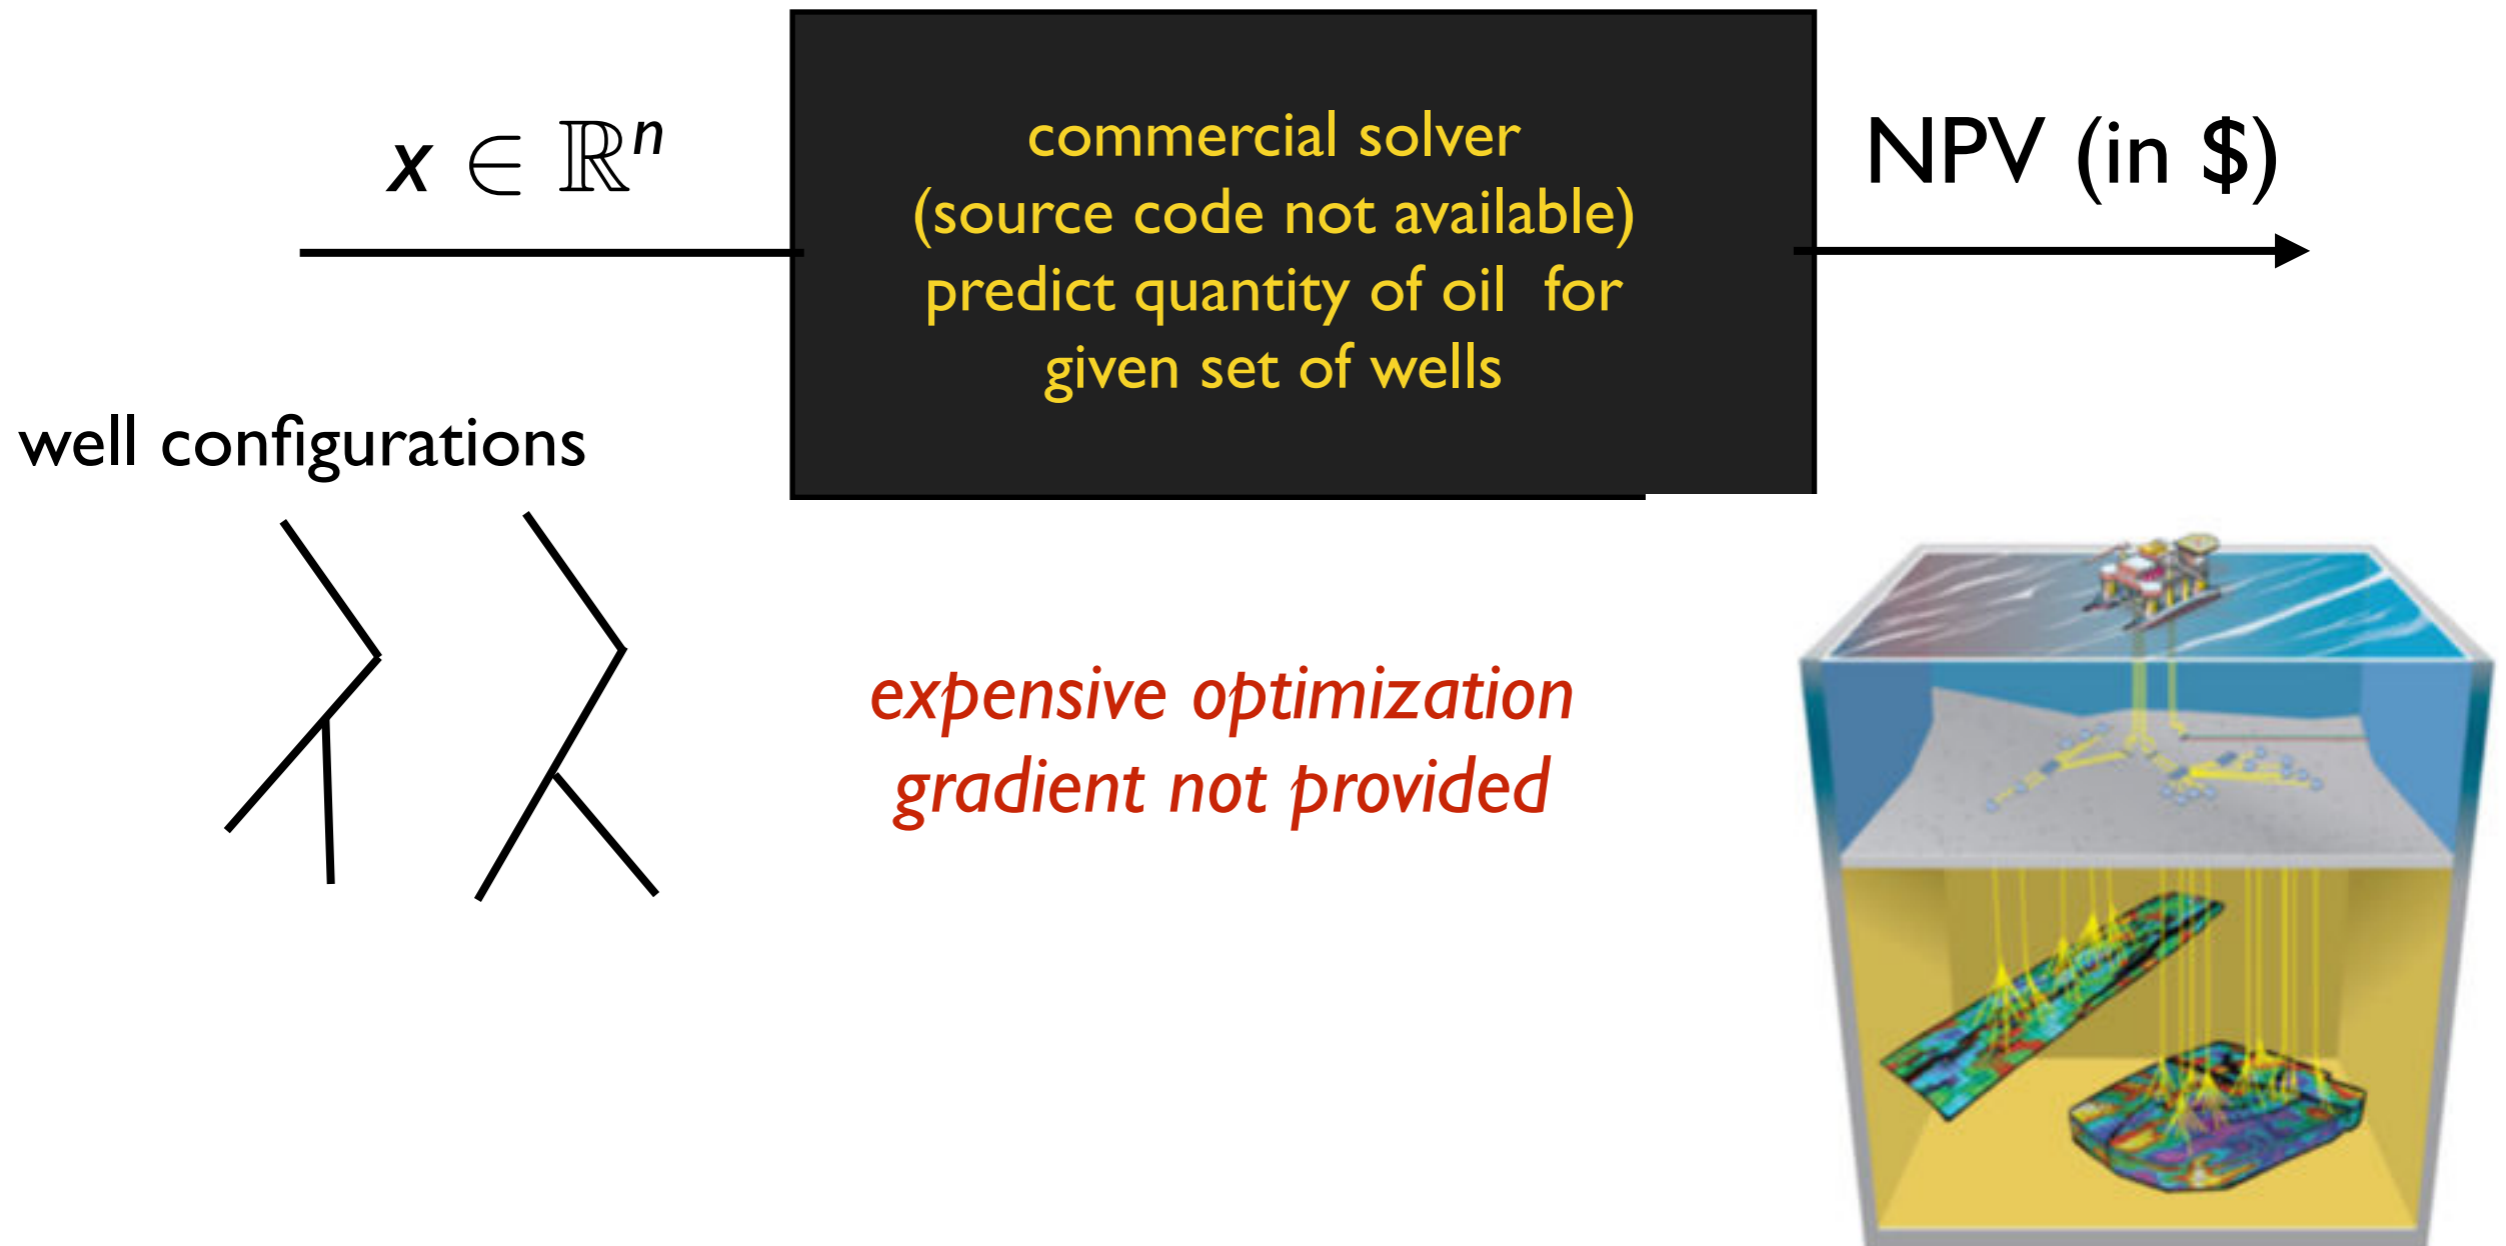 x ∈ ℝⁿ
commercial solver
(source code not available)
predict quantity of oil for
given set of wells
NPV (in $)
well configurations
expensive optimization
gradient not provided